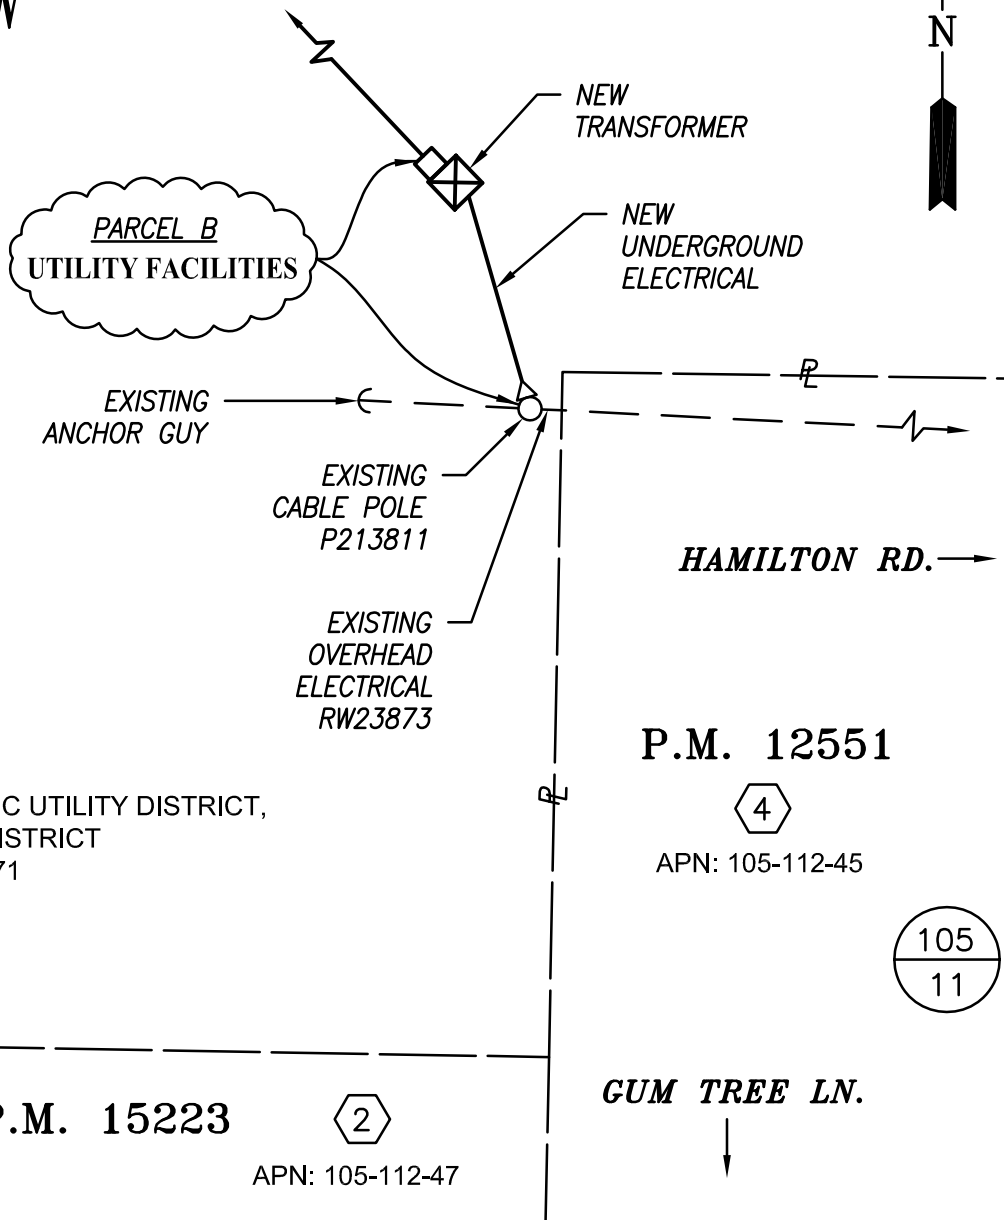 N
NEW
TRANSFORMER
PARCEL B
UTILITY FACILITIES
NEW
UNDERGROUND
ELECTRICAL
PL
EXISTING
ANCHOR GUY
EXISTING
CABLE POLE
P213811
HAMILTON RD.
EXISTING
OVERHEAD
ELECTRICAL
RW23873
P.M. 12551
4
APN: 105-112-45
PL
C UTILITY DISTRICT,
ISTRICT
71
105
11
GUM TREE LN.
P.M. 15223
2
APN: 105-112-47